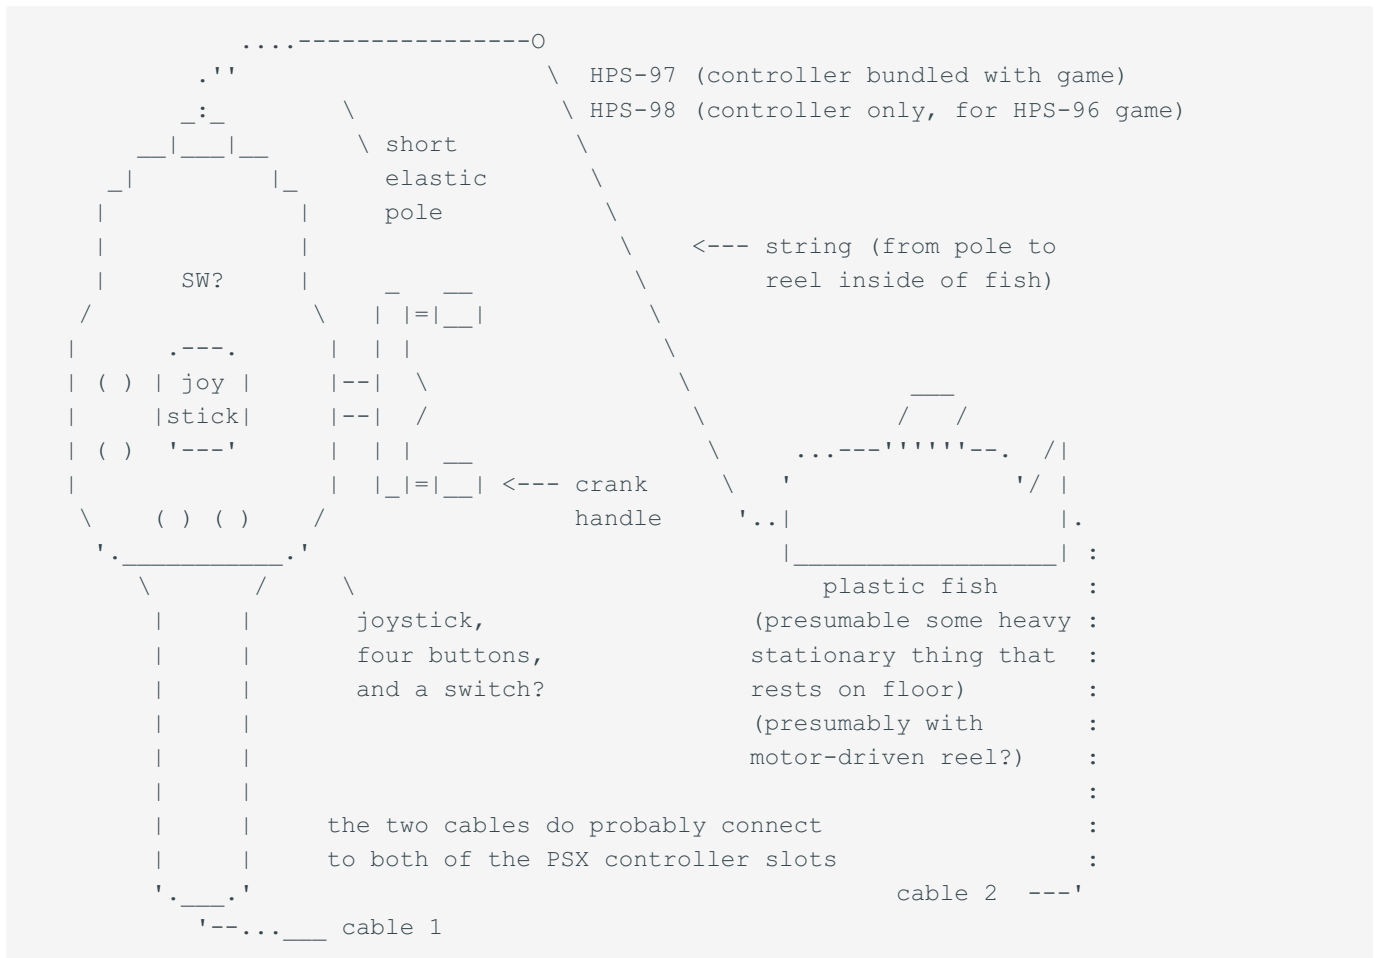 HPS-97 (controller bundled with game)
HPS-98 (controller only, for HPS-96 game)
short
elastic
pole
<--- string (from pole to
SW? reel inside of fish)
( ) joy
stick
( )
<--- crank
( ) ( ) handle
plastic fish
joystick, (presumable some heavy
four buttons, stationary thing that
and a switch? rests on floor)
(presumably with
motor-driven reel?)
the two cables do probably connect
to both of the PSX controller slots
cable 2 ---'
cable 1